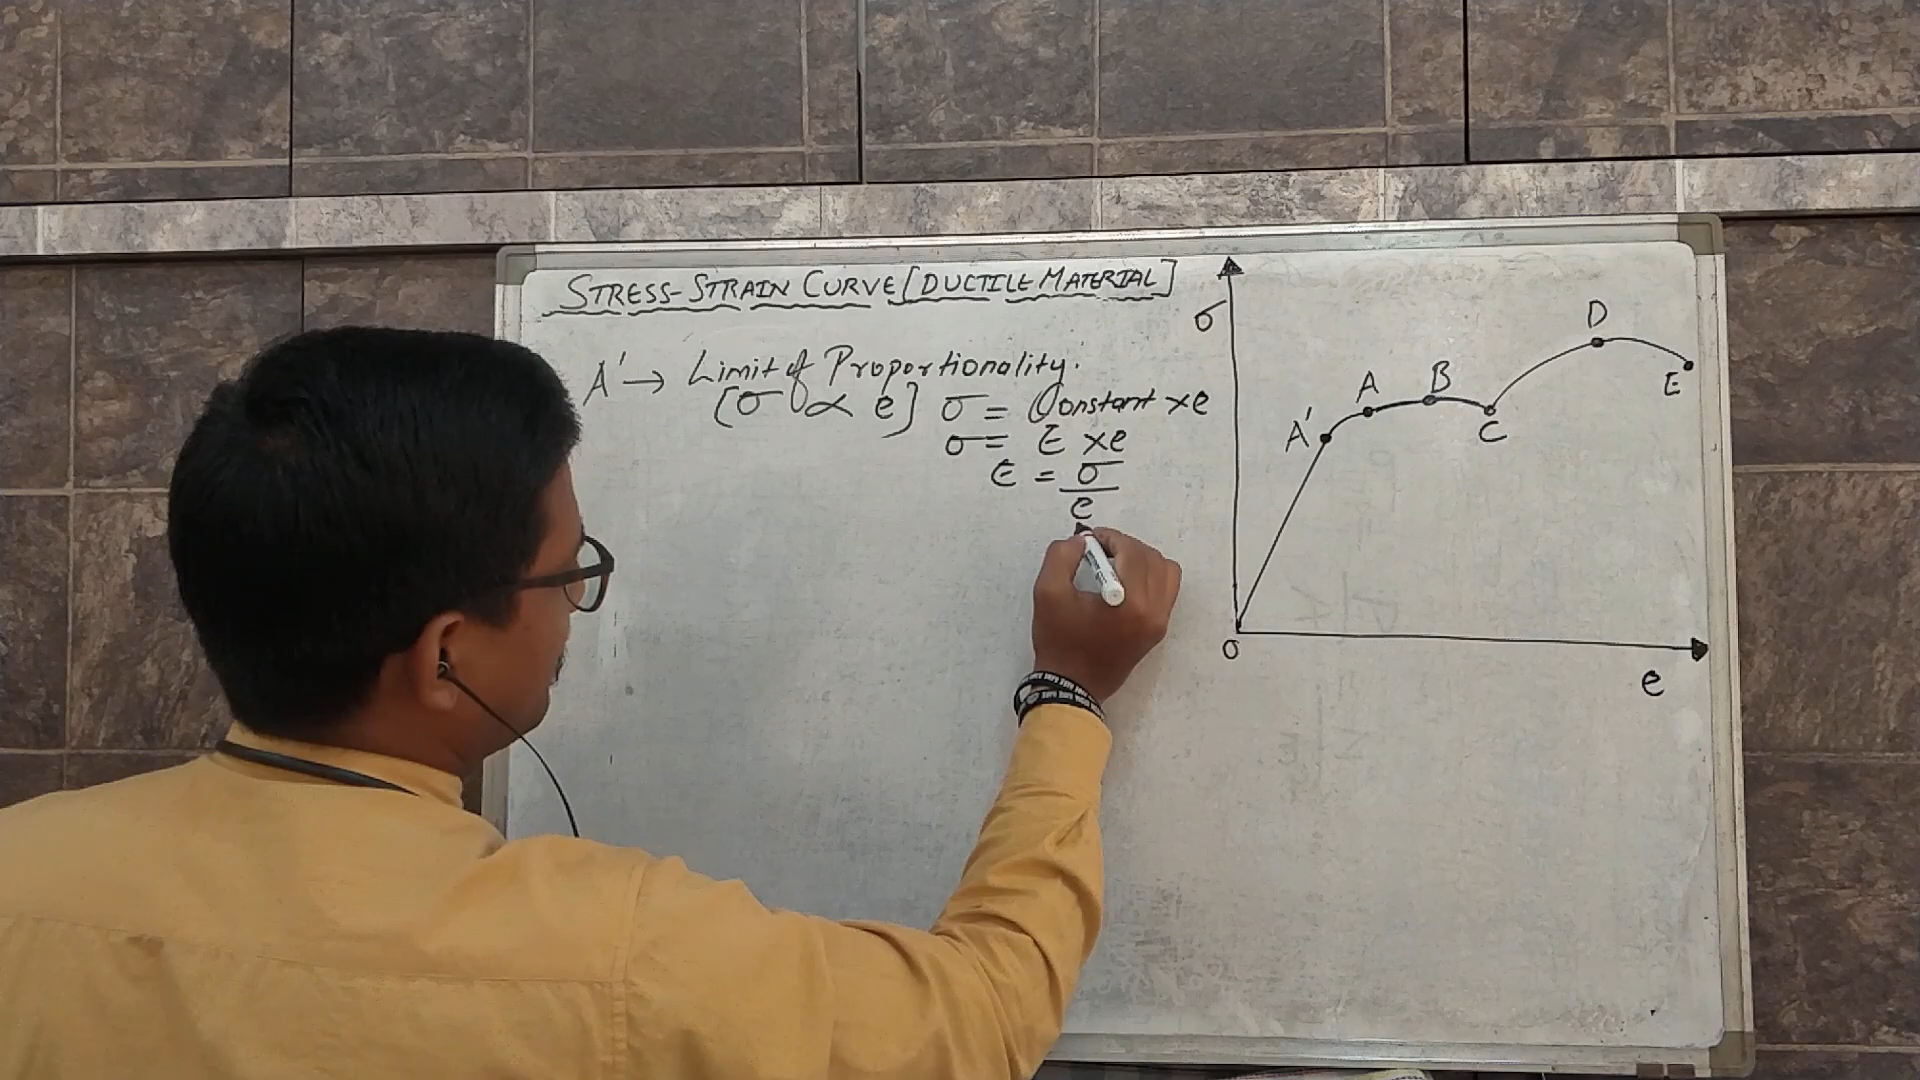 STRESS-STRAIN CURVE [DUCTILE MATERIAL]
A' → Limit of Proportionality.
[σ ∝ e] σ = Constant × e
σ = E × e
E = σ / e
σ
A'
A
B
C
D
E
O
e